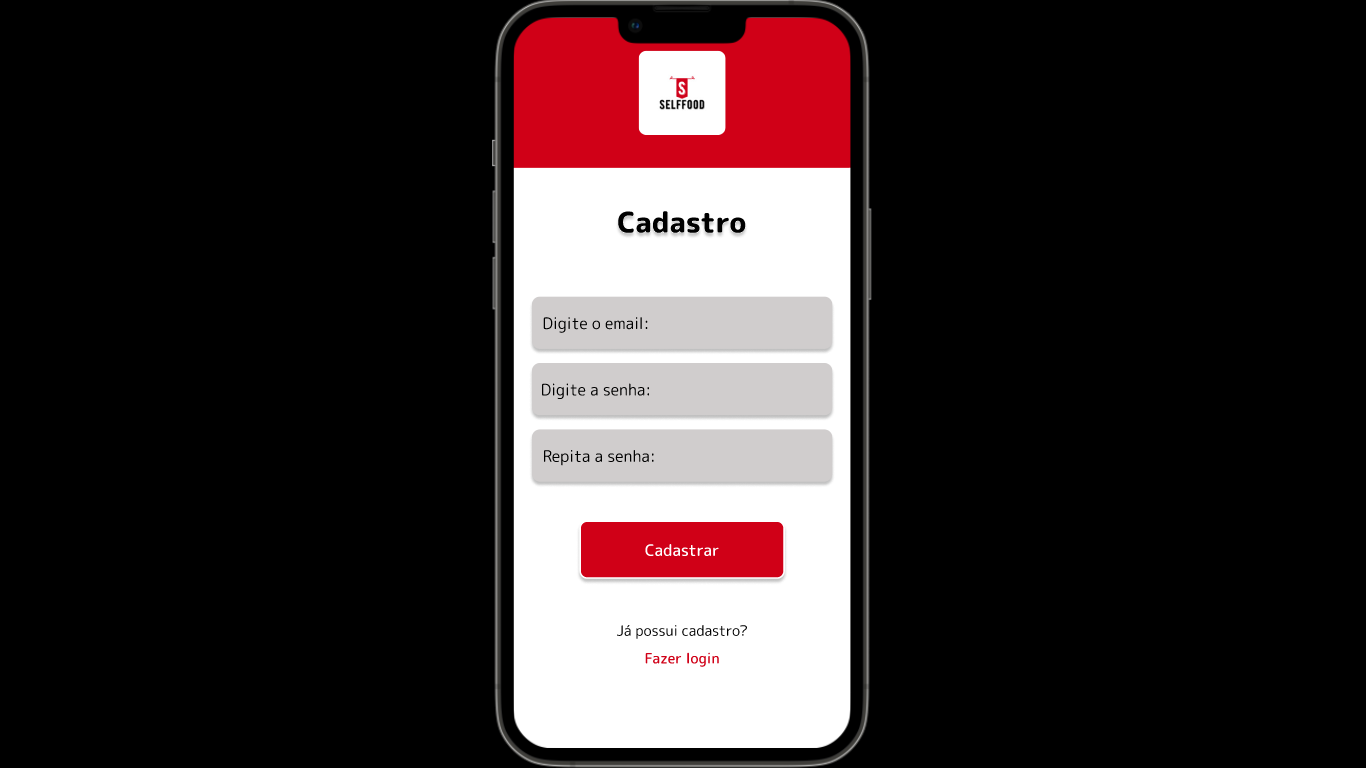 S
SELFFOOD
Cadastro
Digite o email:
Digite a senha:
Repita a senha:
Cadastrar
Já possui cadastro?
Fazer login